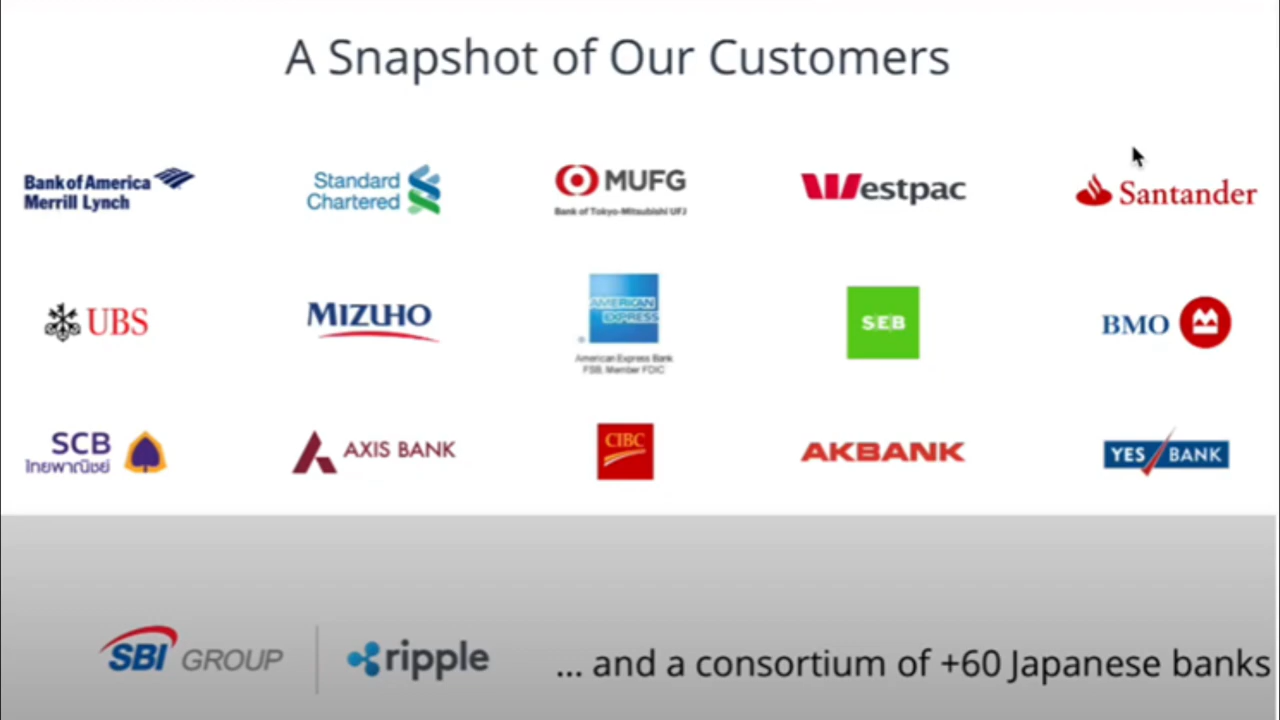 A Snapshot of Our Customers
Bank of America
Merrill Lynch
Standard
Chartered
MUFG
Bank of Tokyo-Mitsubishi UFJ
Westpac
Santander
UBS
MIZUHO
AMERICAN
EXPRESS
®
American Express Bank
FSB, Member FDIC
SEB
BMO
SCB
ไทยพาณิชย์
AXIS BANK
CIBC
AKBANK
YES BANK
SBI GROUP
ripple
... and a consortium of +60 Japanese banks